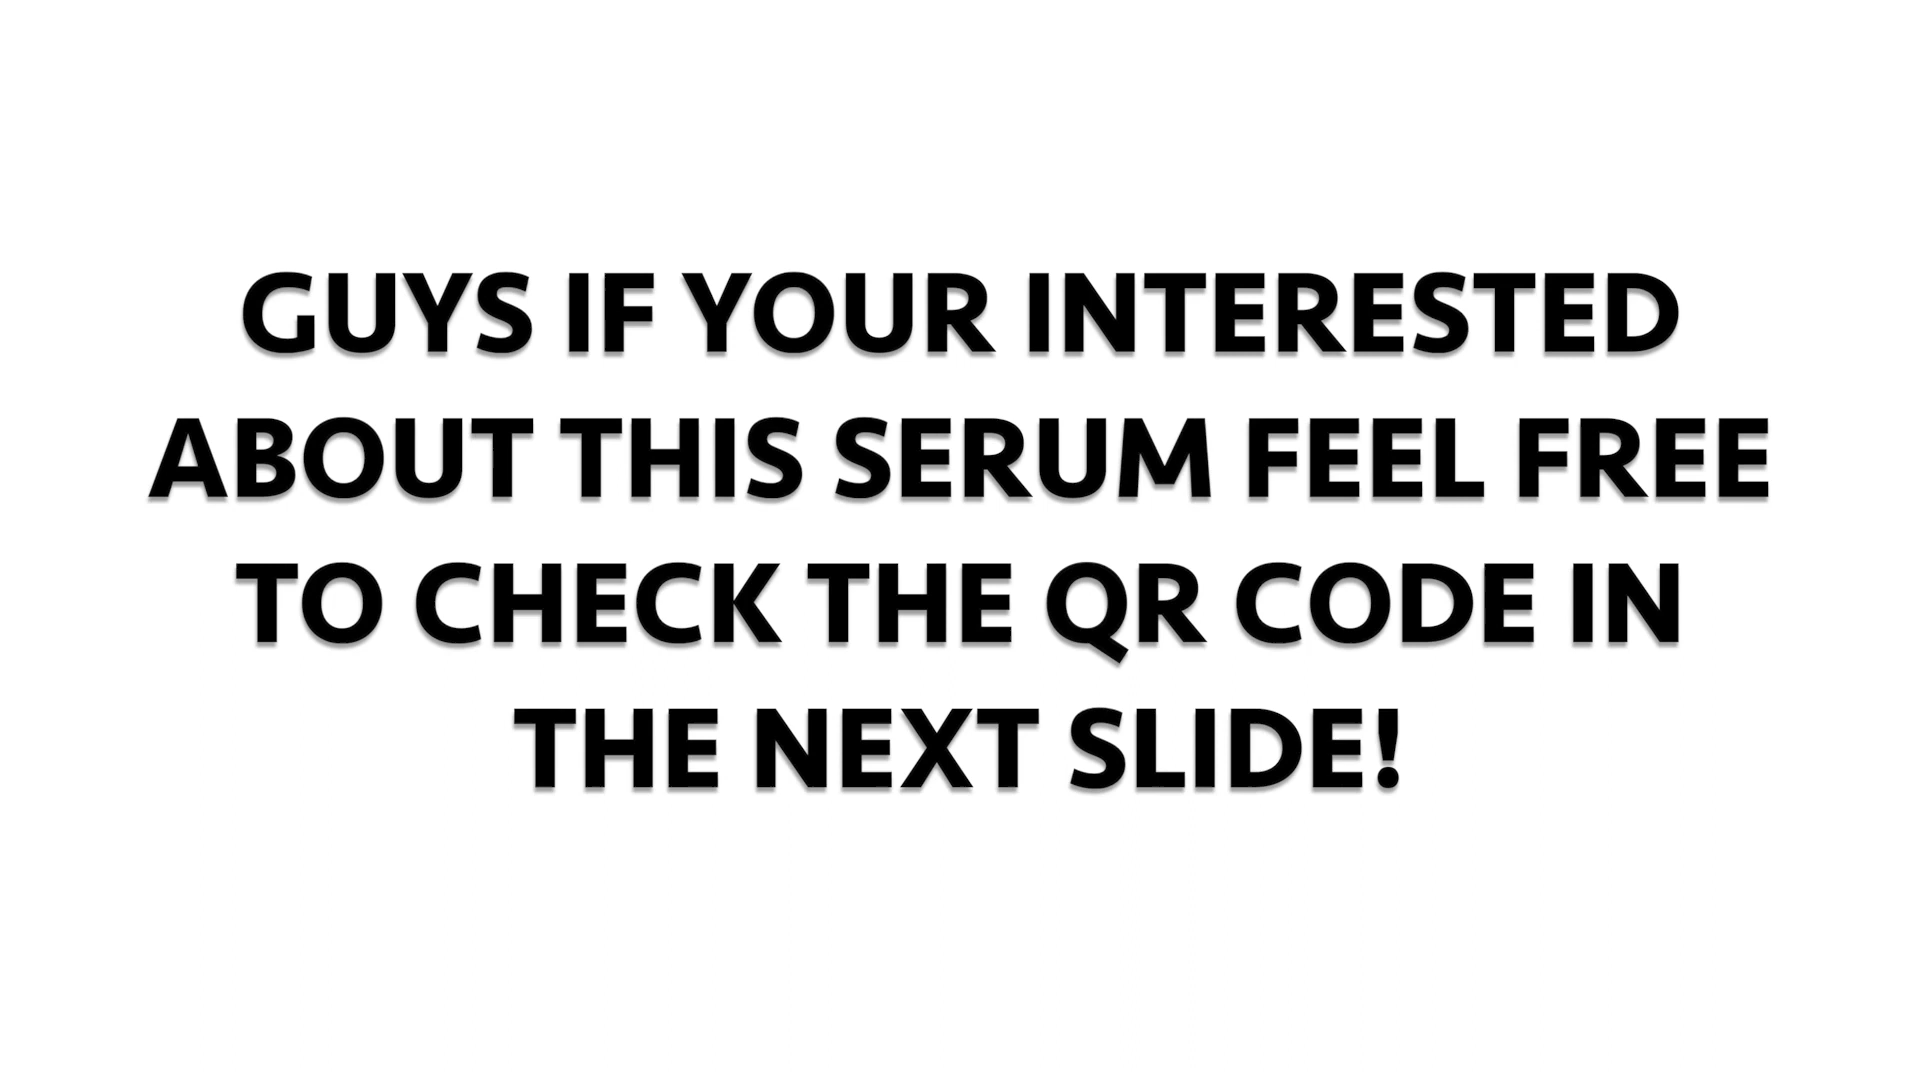 GUYS IF YOUR INTERESTED
ABOUT THIS SERUM FEEL FREE
TO CHECK THE QR CODE IN
THE NEXT SLIDE!